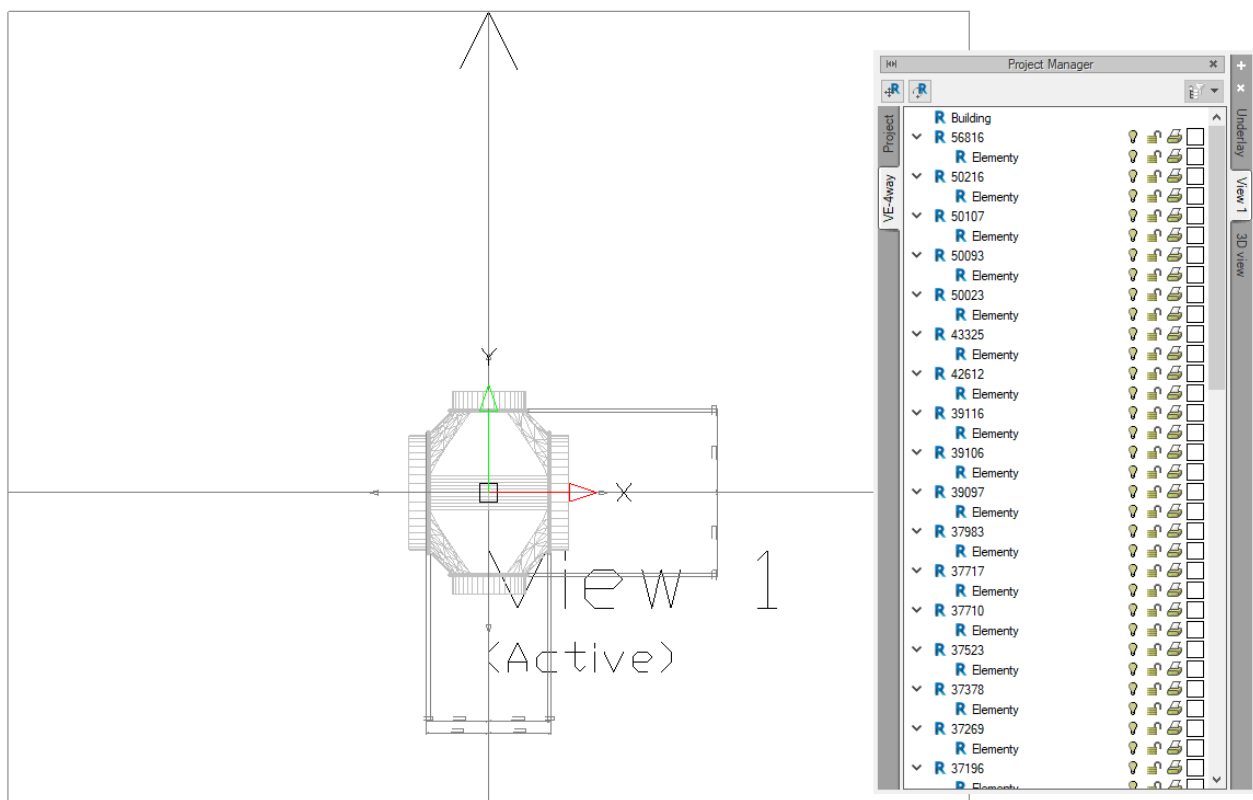 Y
X
View 1
(Active)
Project Manager
R
R
Project
VE-4way
Underlay
View 1
3D view
R Building
R 56816
R Elementy
R 50216
R Elementy
R 50107
R Elementy
R 50093
R Elementy
R 50023
R Elementy
R 43325
R Elementy
R 42612
R Elementy
R 39116
R Elementy
R 39106
R Elementy
R 39097
R Elementy
R 37983
R Elementy
R 37717
R Elementy
R 37710
R Elementy
R 37523
R Elementy
R 37378
R Elementy
R 37269
R Elementy
R 37196
R Elementy